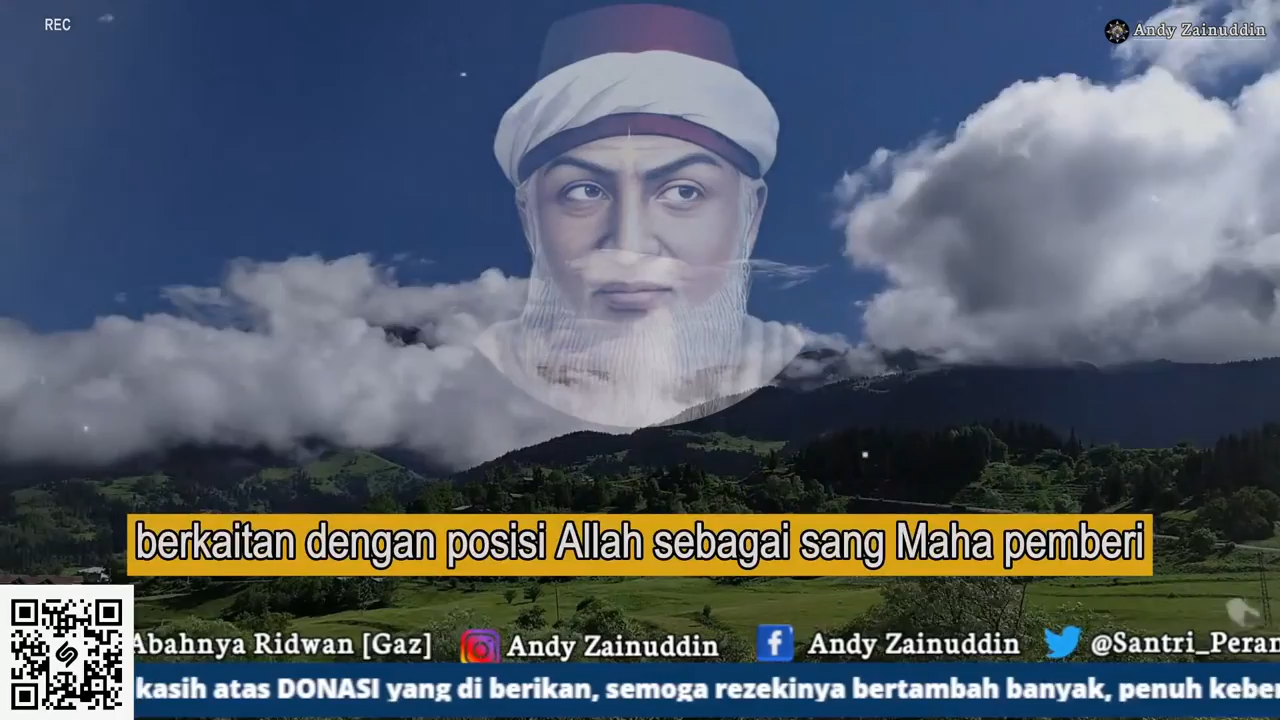 REC
Andy Zainuddin
berkaitan dengan posisi Allah sebagai sang Maha pemberi
Abahnya Ridwan [Gaz] Andy Zainuddin Andy Zainuddin @Santri_Peran
kasih atas DONASI yang di berikan, semoga rezekinya bertambah banyak, penuh keber